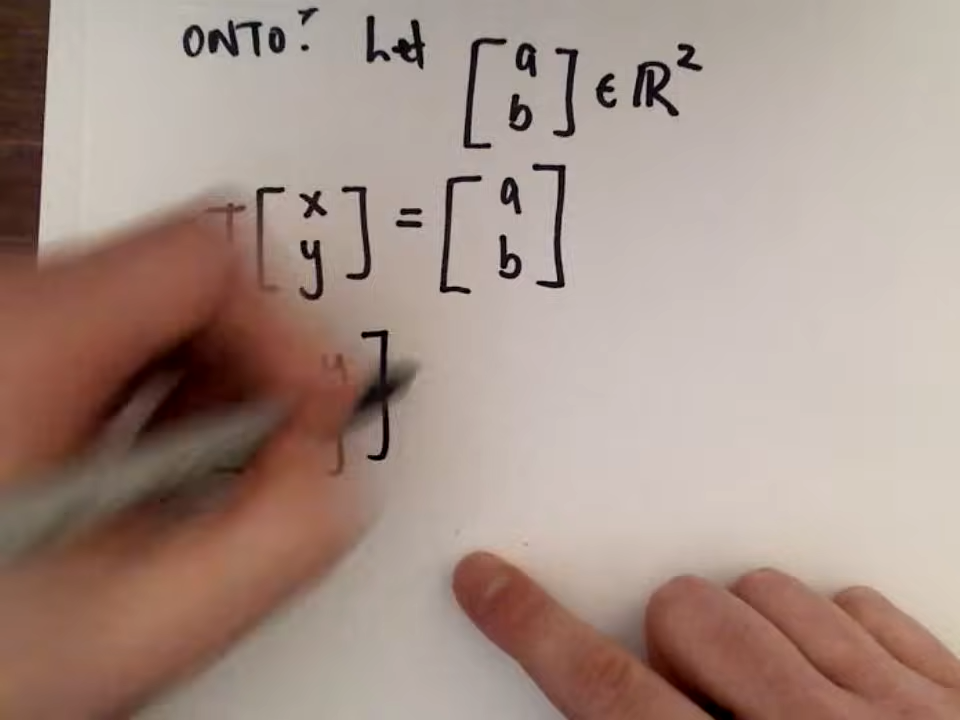 ONTO? Let [a b] ∈ ℝ²
T [x y] = [a b]
y
y ]